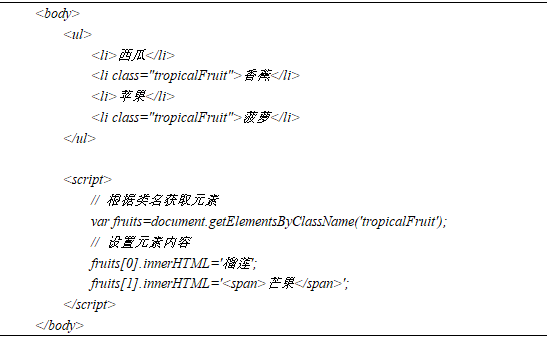 <body>
<ul>
<li>西瓜</li>
<li class="tropicalFruit">香蕉</li>
<li>苹果</li>
<li class="tropicalFruit">菠萝</li>
</ul>
<script>
// 根据类名获取元素
var fruits=document.getElementsByClassName('tropicalFruit');
// 设置元素内容
fruits[0].innerHTML='榴莲';
fruits[1].innerHTML='<span>芒果</span>';
</script>
</body>